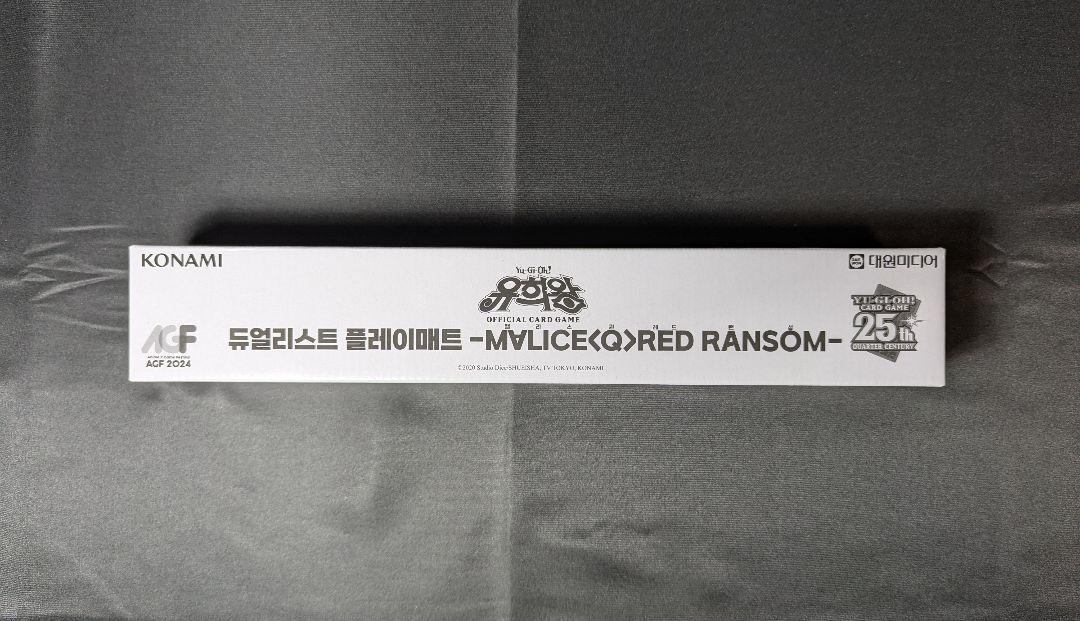 KONAMI
대원미디어
Yu-Gi-Oh!
유희왕
OFFICIAL CARD GAME
YU-GI-OH!
CARD GAME
25th
QUARTER CENTURY
AGF
AGF 2024
듀얼리스트 플레이매트 -M∀LICE<Q>RED RANSOM-
©2020 Studio Dice/SHUEISHA, TV TOKYO, KONAMI